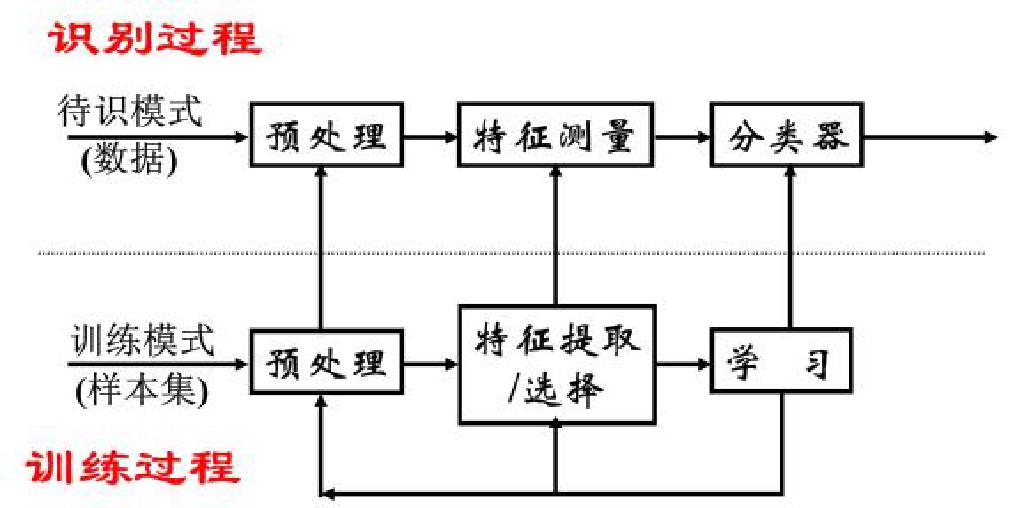 识别过程
待识模式
(数据)
预处理
特征测量
分类器
训练模式
(样本集)
预处理
特征提取
/选择
学 习
训练过程